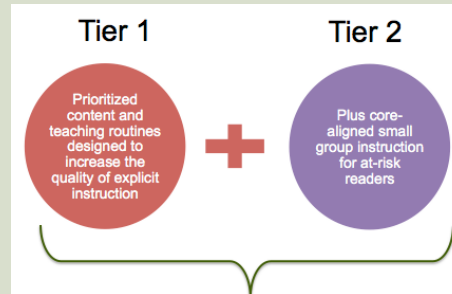 Tier 1
Tier 2
Prioritized
content and
teaching routines
designed to
increase the
quality of explicit
instruction
Plus core-
aligned small
group instruction
for at-risk
readers